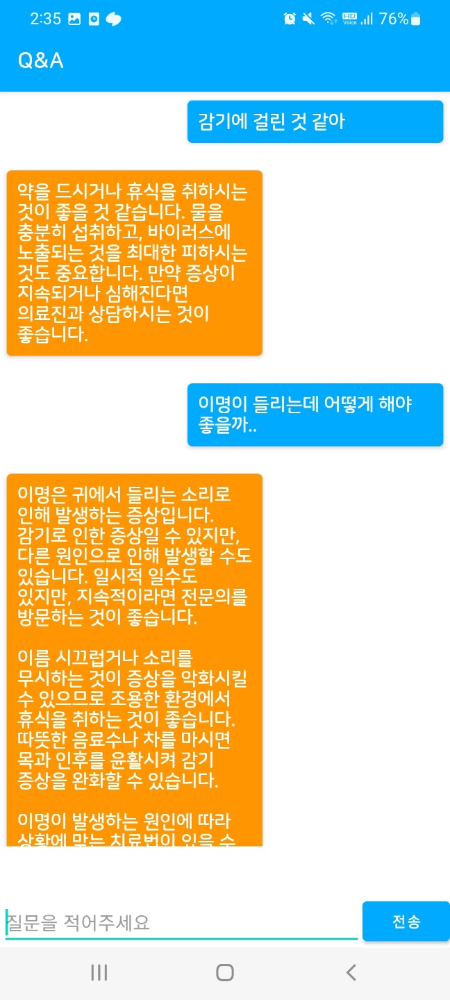 2:35
HD Voice
76%
Q&A
감기에 걸린 것 같아
약을 드시거나 휴식을 취하시는
것이 좋을 것 같습니다. 물을
충분히 섭취하고, 바이러스에
노출되는 것을 최대한 피하시는
것도 중요합니다. 만약 증상이
지속되거나 심해진다면
의료진과 상담하시는 것이
좋습니다.
이명이 들리는데 어떻게 해야
좋을까..
이명은 귀에서 들리는 소리로
인해 발생하는 증상입니다.
감기로 인한 증상일 수 있지만,
다른 원인으로 인해 발생할 수도
있습니다. 일시적 일수도
있지만, 지속적이라면 전문의를
방문하는 것이 좋습니다.
이름 시끄럽거나 소리를
무시하는 것이 증상을 악화시킬
수 있으므로 조용한 환경에서
휴식을 취하는 것이 좋습니다.
따뜻한 음료수나 차를 마시면
목과 인후를 윤활시켜 감기
증상을 완화할 수 있습니다.
이명이 발생하는 원인에 따라
상황에 맞는 치료법이 있을 수
질문을 적어주세요
전송